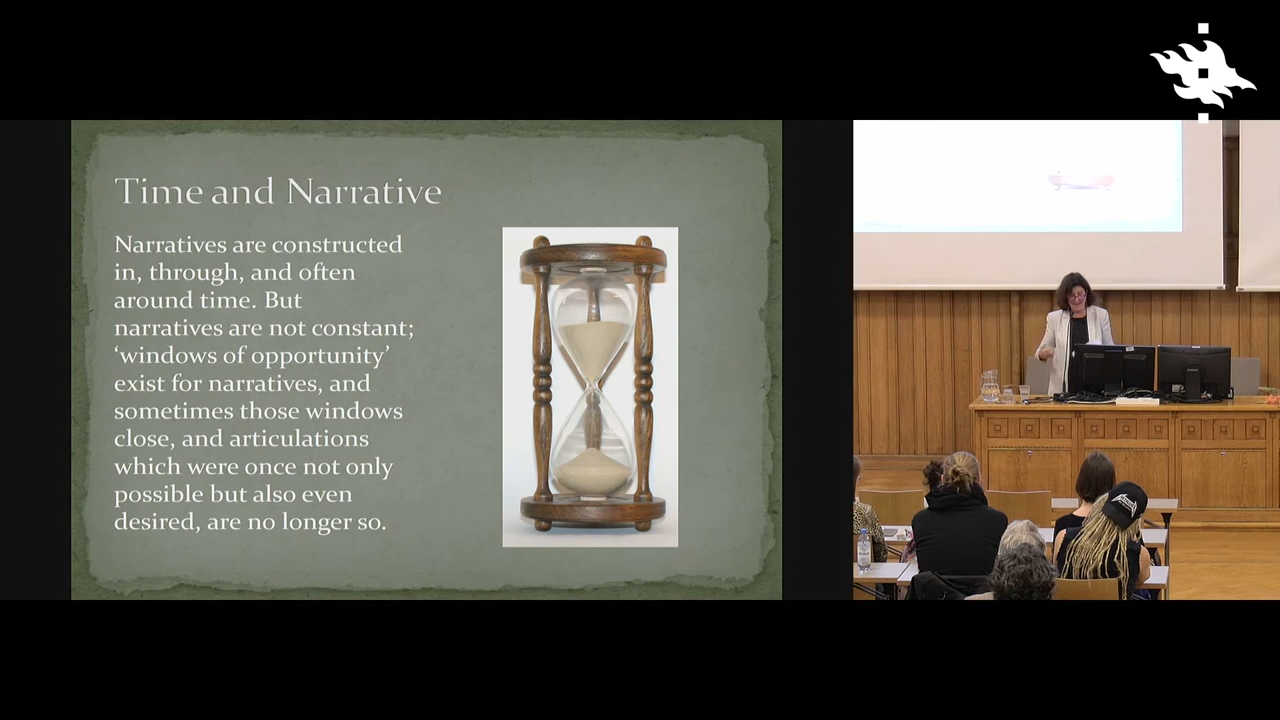 Time and Narrative
Narratives are constructed
in, through, and often
around time. But
narratives are not constant;
‘windows of opportunity’
exist for narratives, and
sometimes those windows
close, and articulations
which were once not only
possible but also even
desired, are no longer so.